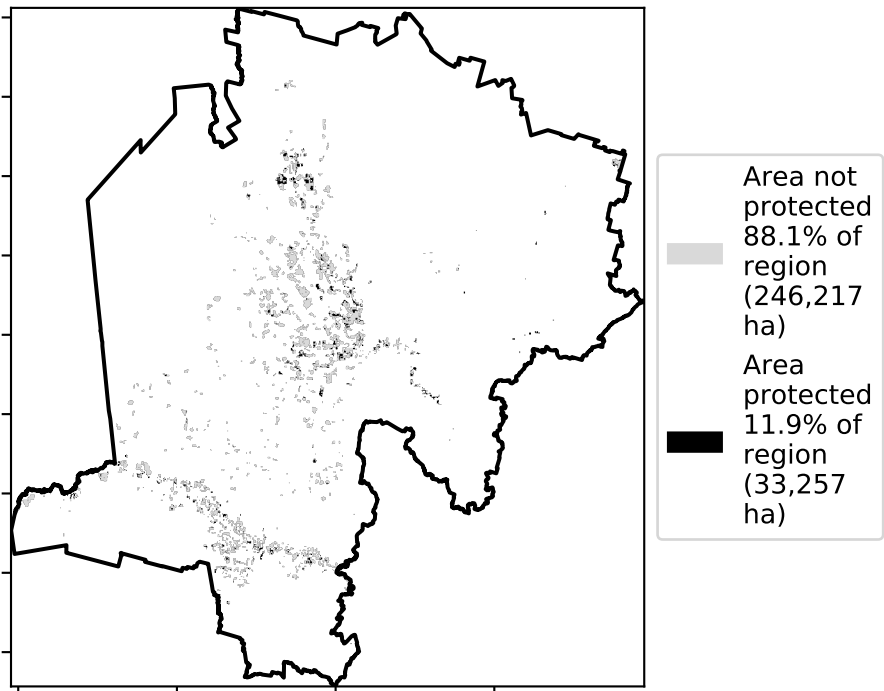 Area not
protected
88.1% of
region
(246,217
ha)
Area
protected
11.9% of
region
(33,257
ha)